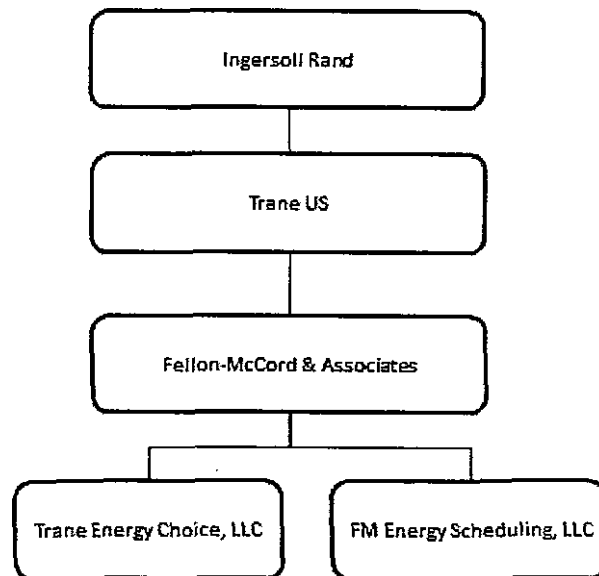 Ingersoll Rand
Trane US
Fellon-McCord & Associates
Trane Energy Choice, LLC
FM Energy Scheduling, LLC